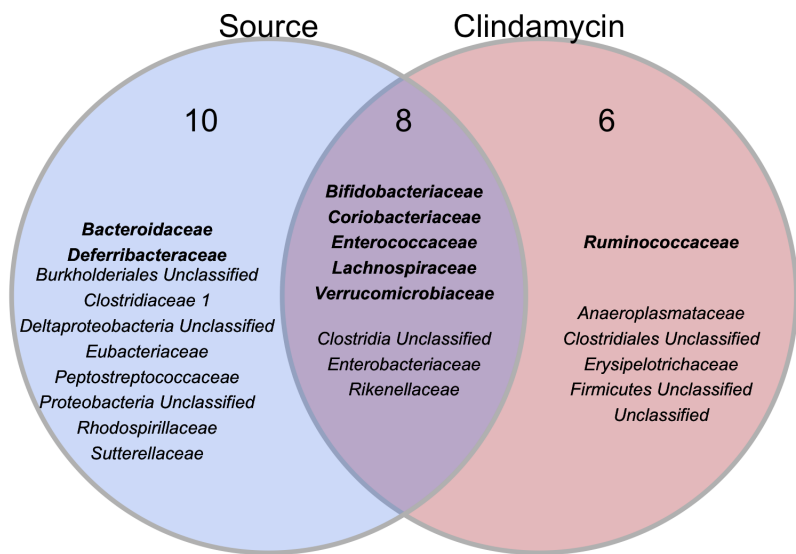 Source
Clindamycin
10
8
6
Bacteroidaceae
Deferribacteraceae
Burkholderiales Unclassified
Clostridiaceae 1
Deltaproteobacteria Unclassified
Eubacteriaceae
Peptostreptococcaceae
Proteobacteria Unclassified
Rhodospirillaceae
Sutterellaceae
Bifidobacteriaceae
Coriobacteriaceae
Enterococcaceae
Lachnospiraceae
Verrucomicrobiaceae
Clostridia Unclassified
Enterobacteriaceae
Rikenellaceae
Ruminococcaceae
Anaeroplasmataceae
Clostridiales Unclassified
Erysipelotrichaceae
Firmicutes Unclassified
Unclassified